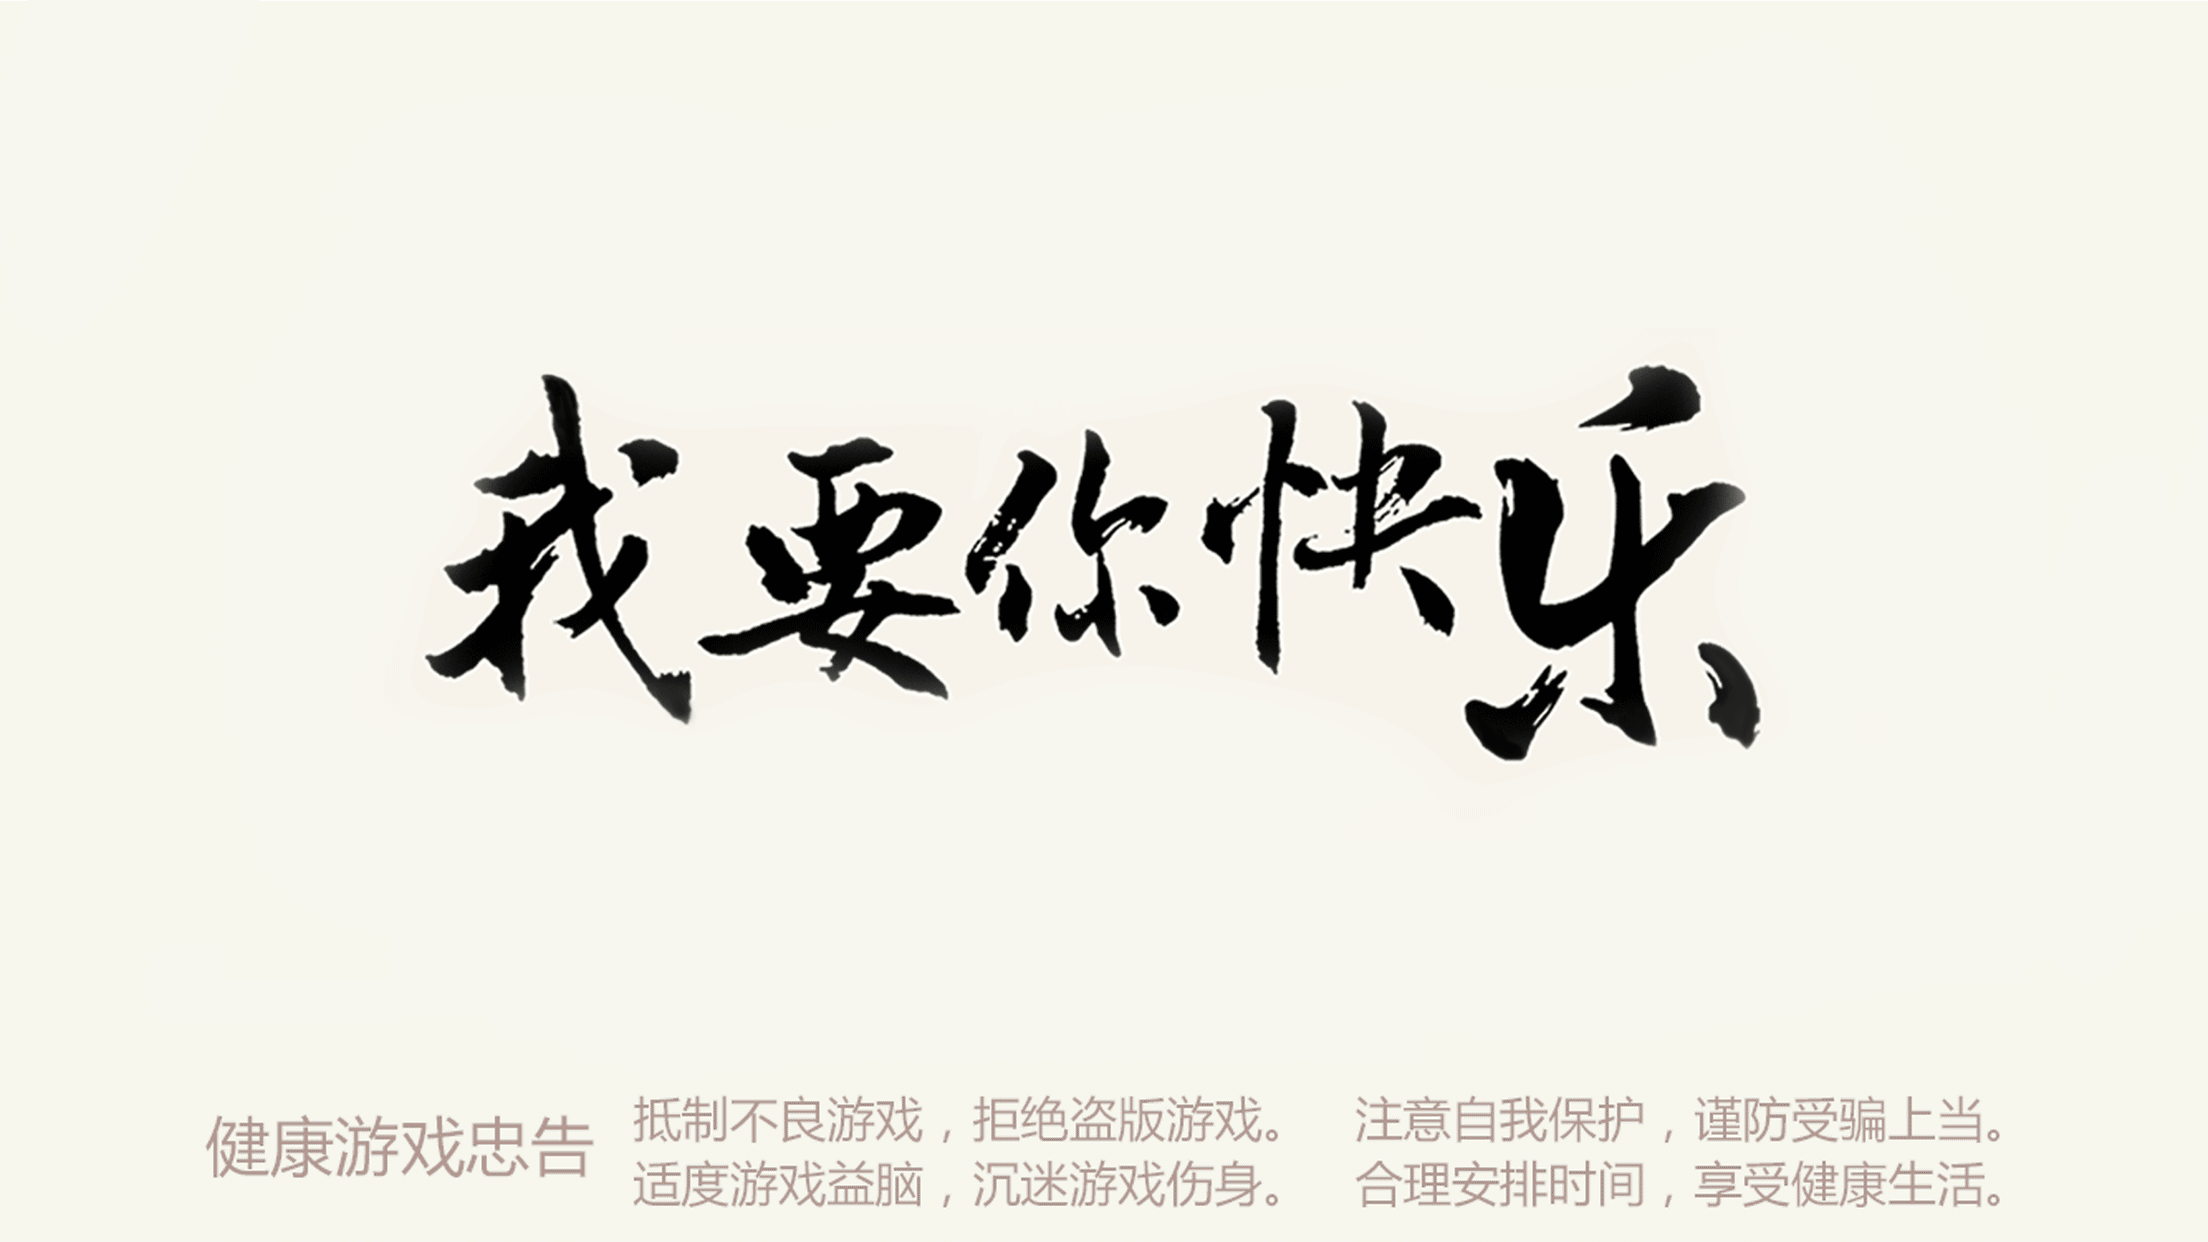 我要你快乐
健康游戏忠告
抵制不良游戏，拒绝盗版游戏。 注意自我保护，谨防受骗上当。
适度游戏益脑，沉迷游戏伤身。 合理安排时间，享受健康生活。